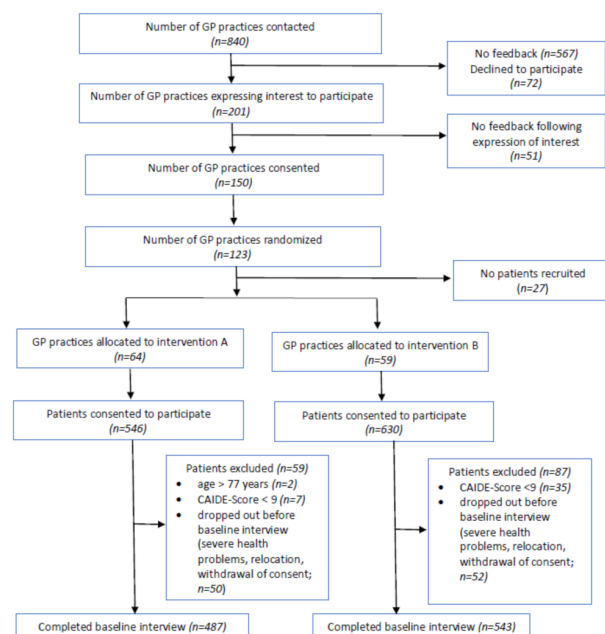 Number of GP practices contacted
(n=840)
No feedback (n=567)
Declined to participate
(n=72)
Number of GP practices expressing interest to participate
(n=201)
No feedback following
expression of interest
(n=51)
Number of GP practices consented
(n=150)
Number of GP practices randomized
(n=123)
No patients recruited
(n=27)
GP practices allocated to intervention A
(n=64)
GP practices allocated to intervention B
(n=59)
Patients consented to participate
(n=546)
Patients consented to participate
(n=630)
Patients excluded (n=59)
• age > 77 years (n=2)
• CAIDE-Score < 9 (n=7)
• dropped out before
baseline interview
(severe health
problems, relocation,
withdrawal of consent;
n=50)
Patients excluded (n=87)
• CAIDE-Score <9 (n=35)
• dropped out before
baseline interview
(severe health
problems, relocation,
withdrawal of consent;
n=52)
Completed baseline interview (n=487)
Completed baseline interview (n=543)